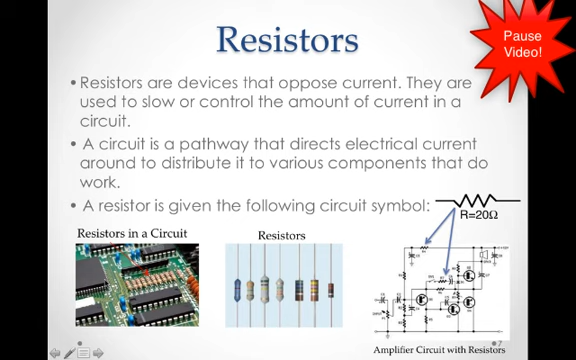 Resistors
Pause
Video!
• Resistors are devices that oppose current. They are
used to slow or control the amount of current in a
circuit.
• A circuit is a pathway that directs electrical current
around to distribute it to various components that do
work.
• A resistor is given the following circuit symbol:
R=20Ω
Resistors in a Circuit
Resistors
Amplifier Circuit with Resistors
7